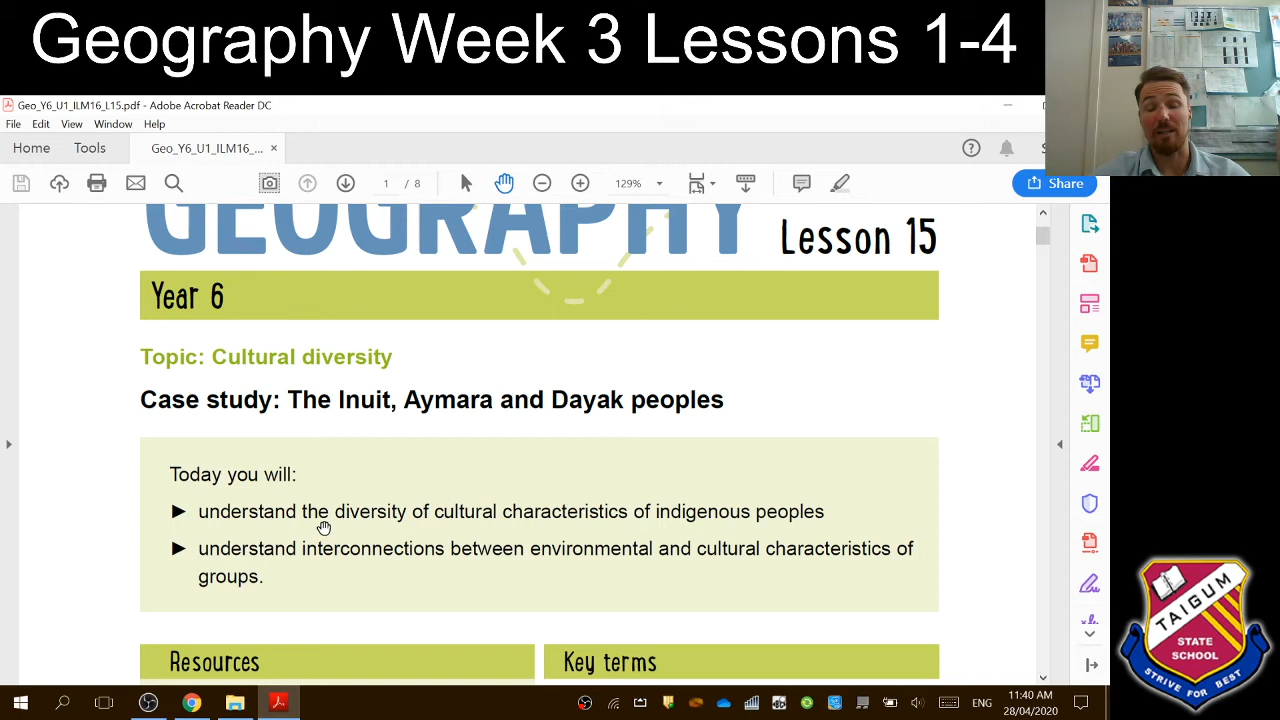 Geography Week 3 Lessons 1-4
Geo_Y6_U1_ILM16_L15.pdf - Adobe Acrobat Reader DC
File Edit View Window Help
Home Tools Geo_Y6_U1_ILM16_... ×
1 / 8 129% Share
GEOGRAPHY Lesson 15
Year 6
Topic: Cultural diversity
Case study: The Inuit, Aymara and Dayak peoples
Today you will:
► understand the diversity of cultural characteristics of indigenous peoples
► understand interconnections between environmental and cultural characteristics of
groups.
Resources Key terms
TAIGUM
STATE
SCHOOL
STRIVE FOR BEST
ENG
11:40 AM
28/04/2020